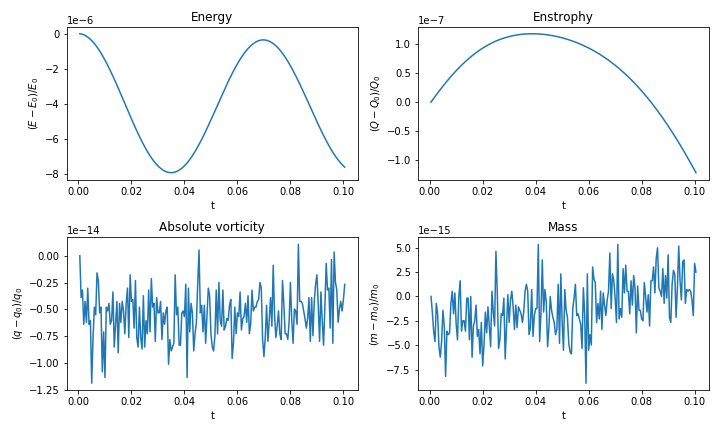 Energy
1e−6
0
−2
−4
−6
−8
(E − E₀)/E₀
0.00 0.02 0.04 0.06 0.08 0.10
t
Enstrophy
1e−7
1.0
0.5
0.0
−0.5
−1.0
(Q − Q₀)/Q₀
0.00 0.02 0.04 0.06 0.08 0.10
t
Absolute vorticity
1e−14
0.00
−0.25
−0.50
−0.75
−1.00
−1.25
(q − q₀)/q₀
0.00 0.02 0.04 0.06 0.08 0.10
t
Mass
1e−15
5.0
2.5
0.0
−2.5
−5.0
−7.5
(m − m₀)/m₀
0.00 0.02 0.04 0.06 0.08 0.10
t